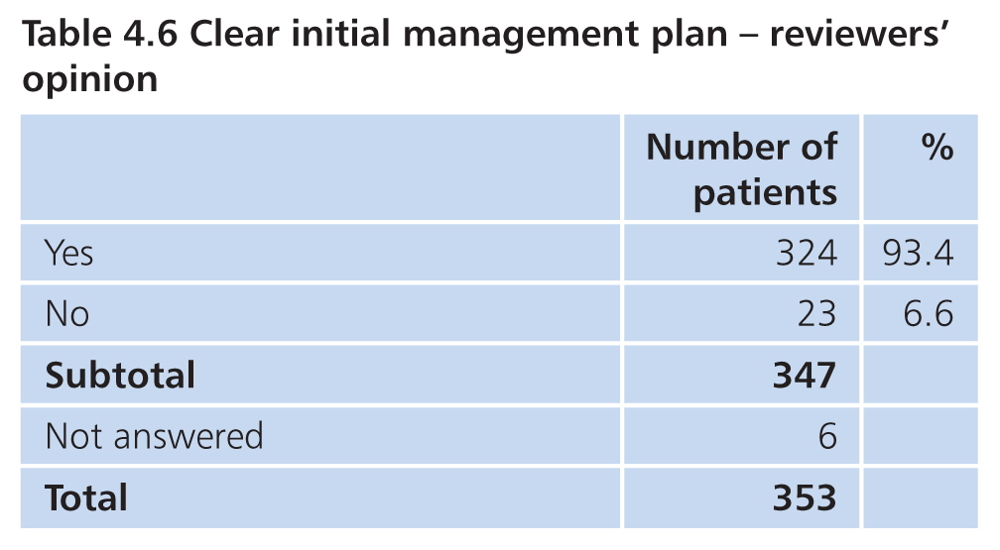 Table 4.6 Clear initial management plan – reviewers’
opinion
Number of
patients
%
Yes 324 93.4
No 23 6.6
Subtotal 347
Not answered 6
Total 353